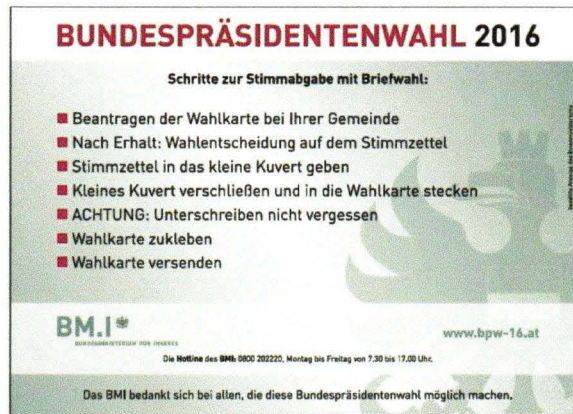 BUNDESPRÄSIDENTENWAHL 2016
Schritte zur Stimmabgabe mit Briefwahl:
Beantragen der Wahlkarte bei Ihrer Gemeinde
Nach Erhalt: Wahlentscheidung auf dem Stimmzettel
Stimmzettel in das kleine Kuvert geben
Kleines Kuvert verschließen und in die Wahlkarte stecken
ACHTUNG: Unterschreiben nicht vergessen
Wahlkarte zukleben
Wahlkarte versenden
BM.I
BUNDESMINISTERIUM FÜR INNERES
www.bpw-16.at
Die Hotline des BMI: 0800 202220, Montag bis Freitag von 7.30 bis 17.00 Uhr.
Das BMI bedankt sich bei allen, die diese Bundespräsidentenwahl möglich machen.